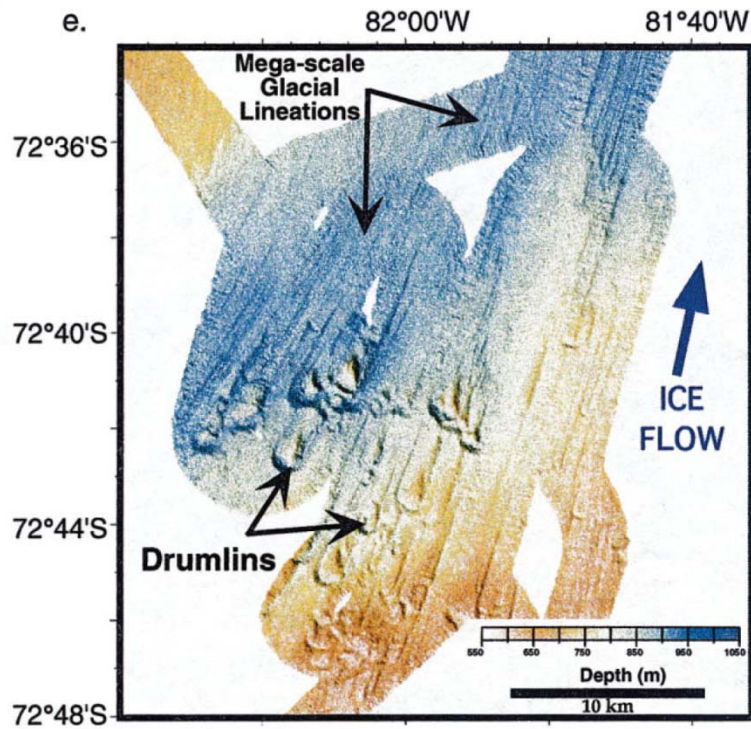 e.
82°00'W 81°40'W
Mega-scale
Glacial
Lineations
72°36'S
72°40'S
ICE
FLOW
72°44'S
Drumlins
550 650 750 850 950 1050
Depth (m)
10 km
72°48'S